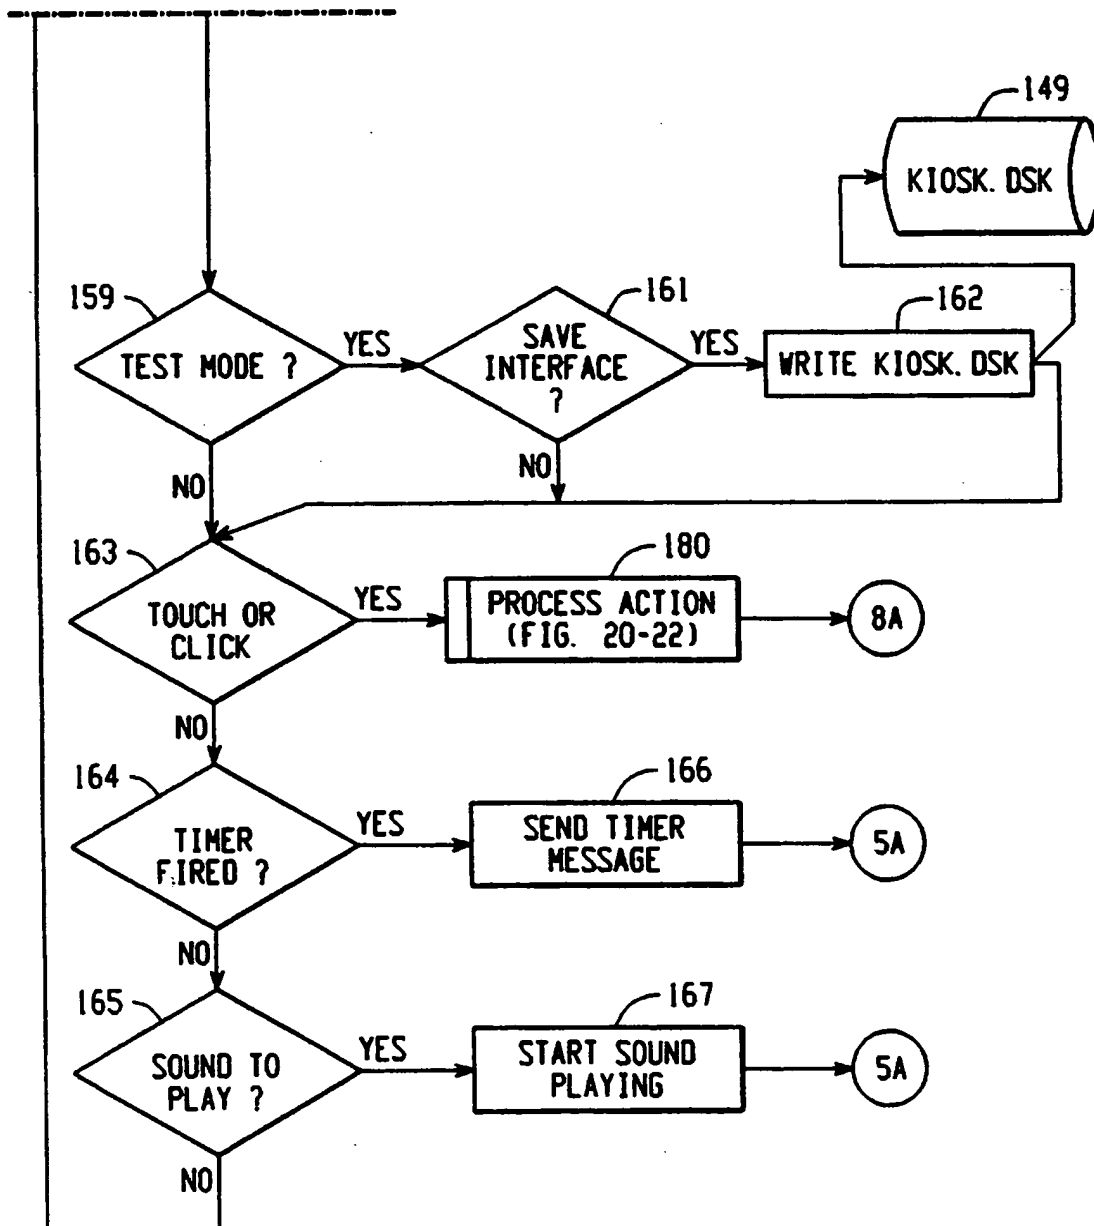 149
KIOSK.DSK
159
TEST MODE ?
YES
161
SAVE
INTERFACE
?
YES
162
WRITE KIOSK.DSK
NO
NO
163
TOUCH OR
CLICK
YES
180
PROCESS ACTION
(FIG. 20-22)
8A
NO
164
TIMER
FIRED ?
YES
166
SEND TIMER
MESSAGE
5A
NO
165
SOUND TO
PLAY ?
YES
167
START SOUND
PLAYING
5A
NO